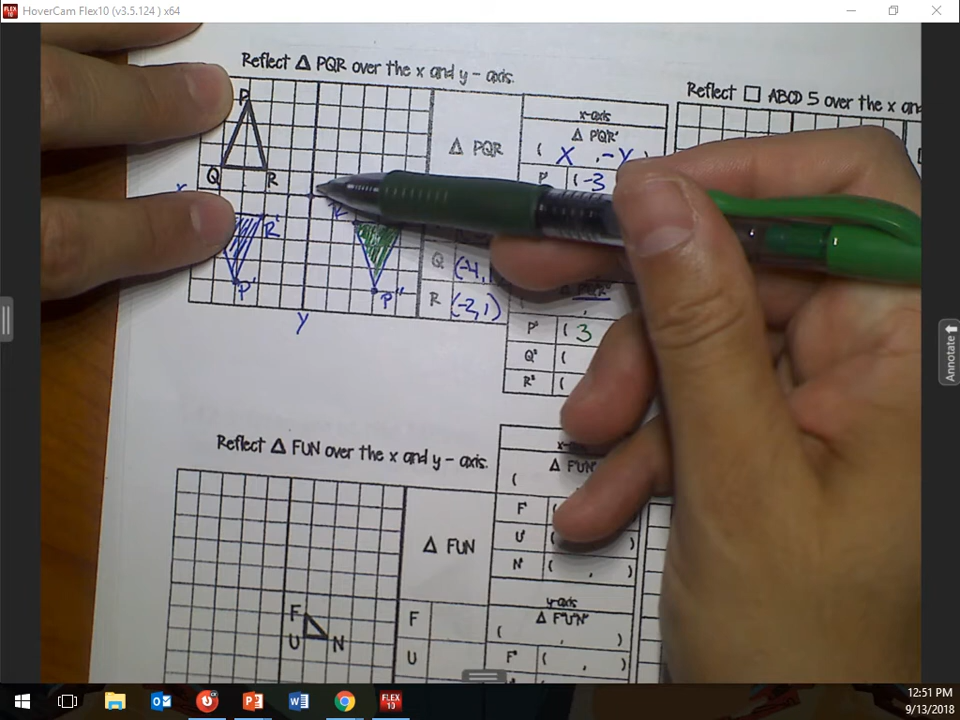 HoverCam Flex10 (v3.5.124) x64
Reflect Δ PQR over the x and y - axis.
Reflect □ ABCD 5 over the x and
P
Q R
Δ PQR
x-axis
Δ PQR'
( X , -Y )
P' (-3
R'
P'
P"
Y
Q (-4,
R (-2,1)
P² ( 3
Q² (
R² (
Annotate
Reflect Δ FUN over the x and y - axis.
F
U N
Δ FUN
F
U
Δ FUN'
(
F' (
U' ( )
N' ( , )
y-axis
Δ F"U"N"
( , )
F" ( , )
12:51 PM
9/13/2018